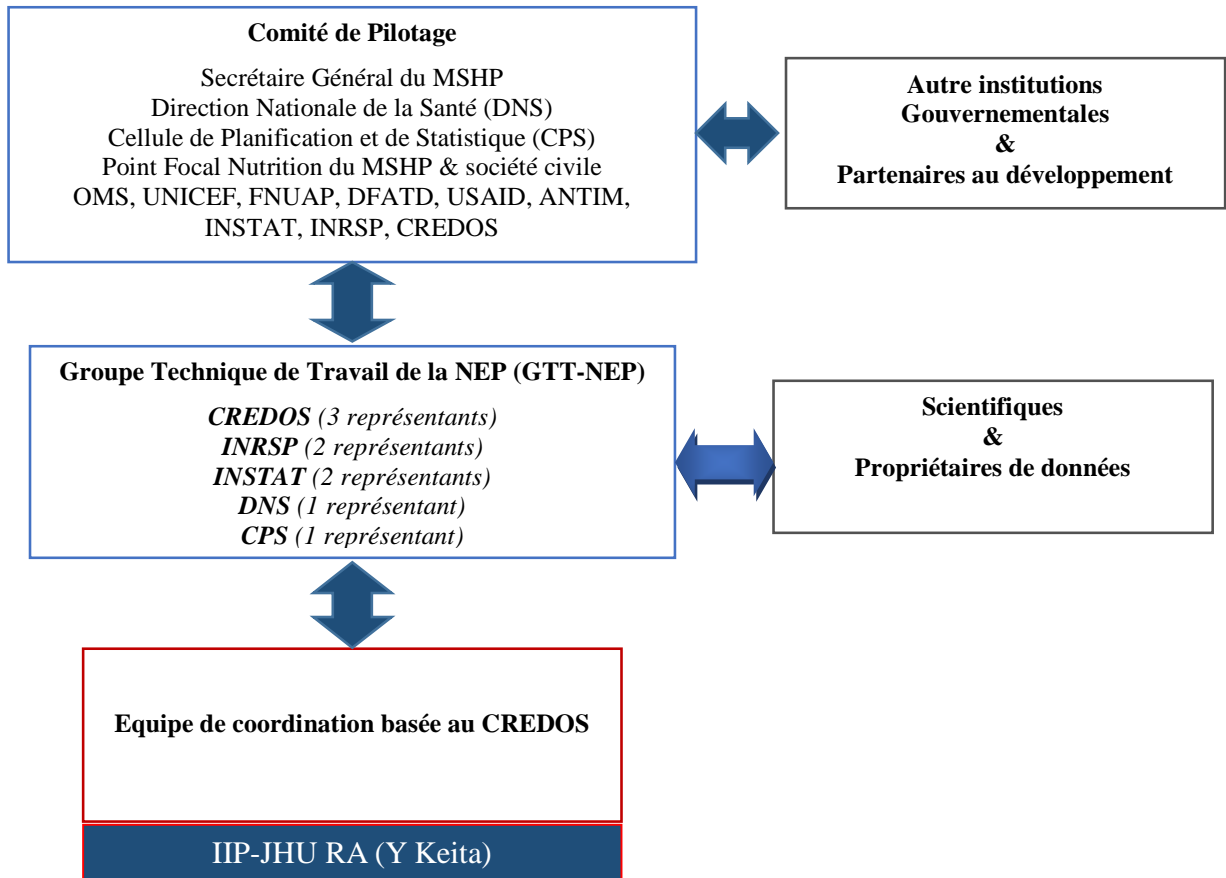 Comité de Pilotage
Secrétaire Général du MSHP
Direction Nationale de la Santé (DNS)
Cellule de Planification et de Statistique (CPS)
Point Focal Nutrition du MSHP & société civile
OMS, UNICEF, FNUAP, DFATD, USAID, ANTIM,
INSTAT, INRSP, CREDOS
Autre institutions
Gouvernementales
&
Partenaires au développement
Groupe Technique de Travail de la NEP (GTT-NEP)
CREDOS (3 représentants)
INRSP (2 représentants)
INSTAT (2 représentants)
DNS (1 représentant)
CPS (1 représentant)
Scientifiques
&
Propriétaires de données
Equipe de coordination basée au CREDOS
IIP-JHU RA (Y Keita)